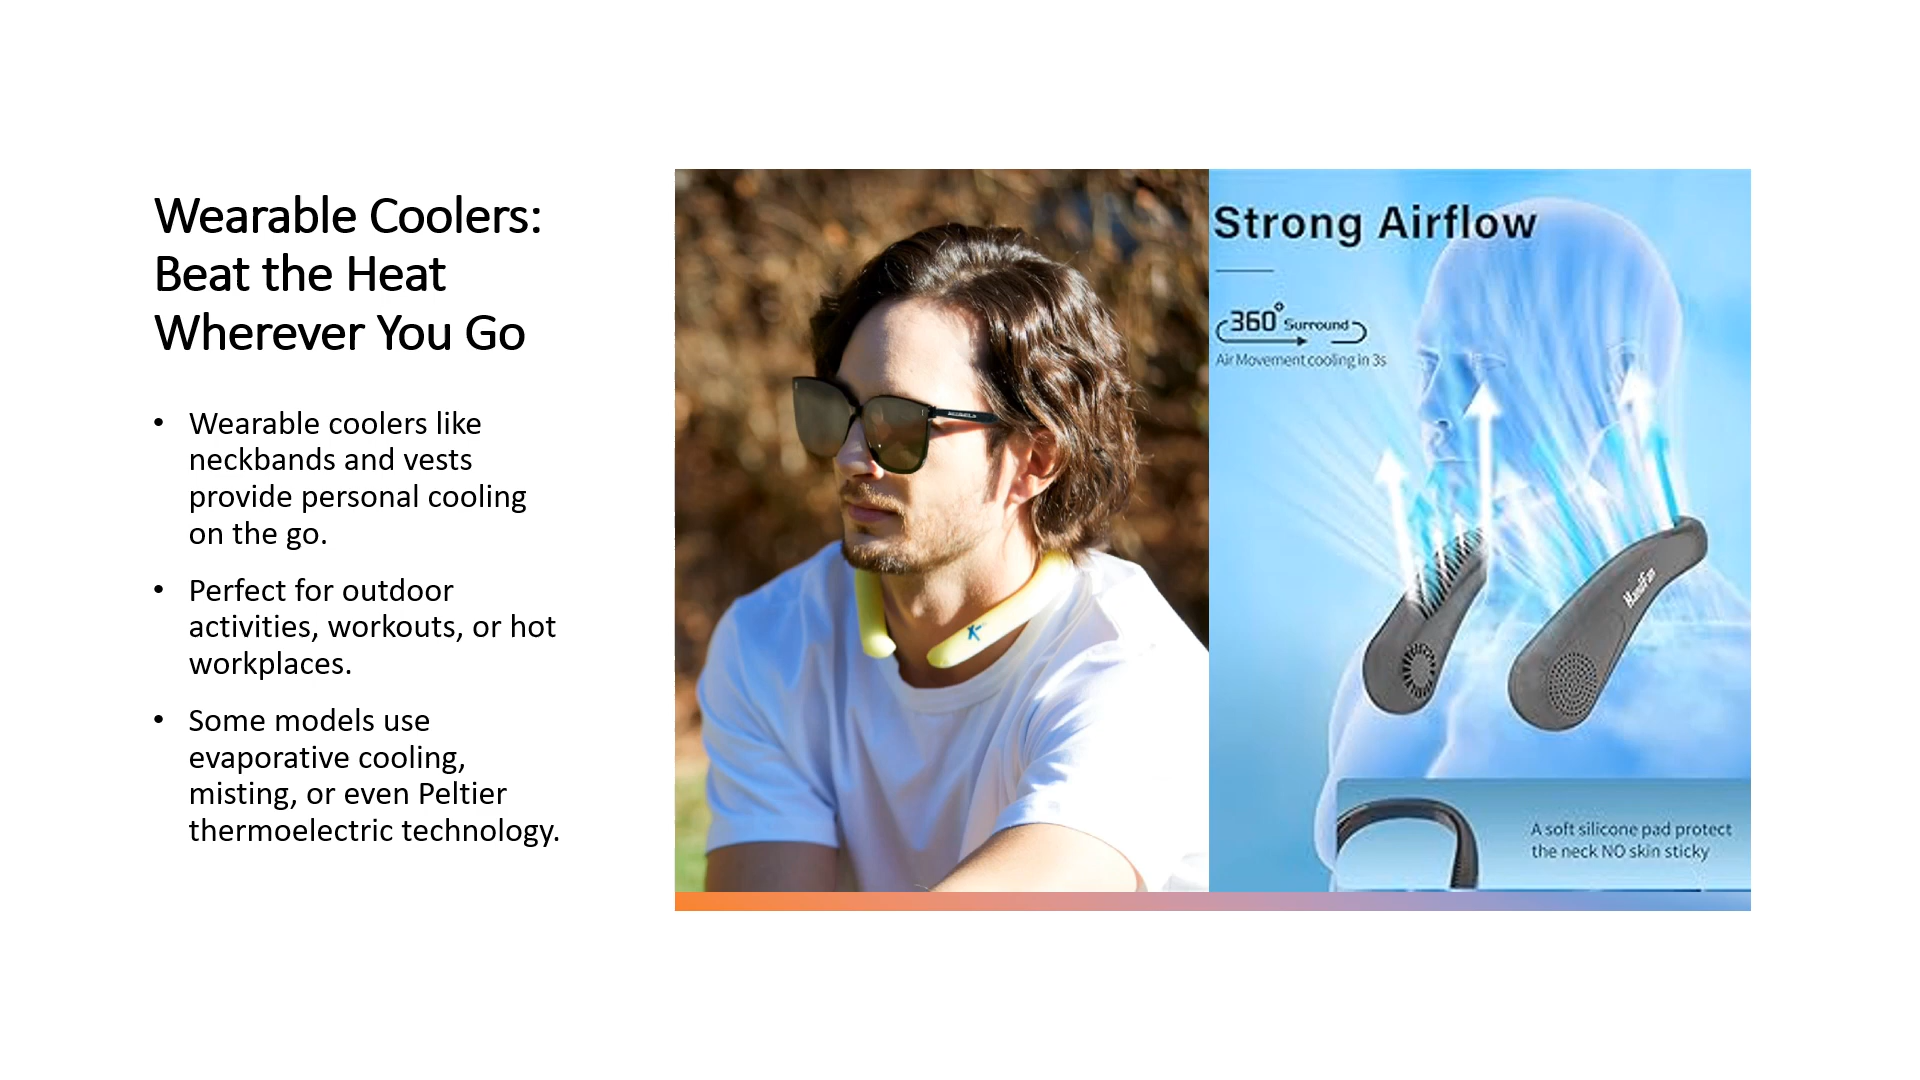 Wearable Coolers:
Beat the Heat
Wherever You Go
• Wearable coolers like
neckbands and vests
provide personal cooling
on the go.
• Perfect for outdoor
activities, workouts, or hot
workplaces.
• Some models use
evaporative cooling,
misting, or even Peltier
thermoelectric technology.
K
Strong Airflow
360° Surround
Air Movement cooling in 3s
HandFan
A soft silicone pad protect
the neck NO skin sticky